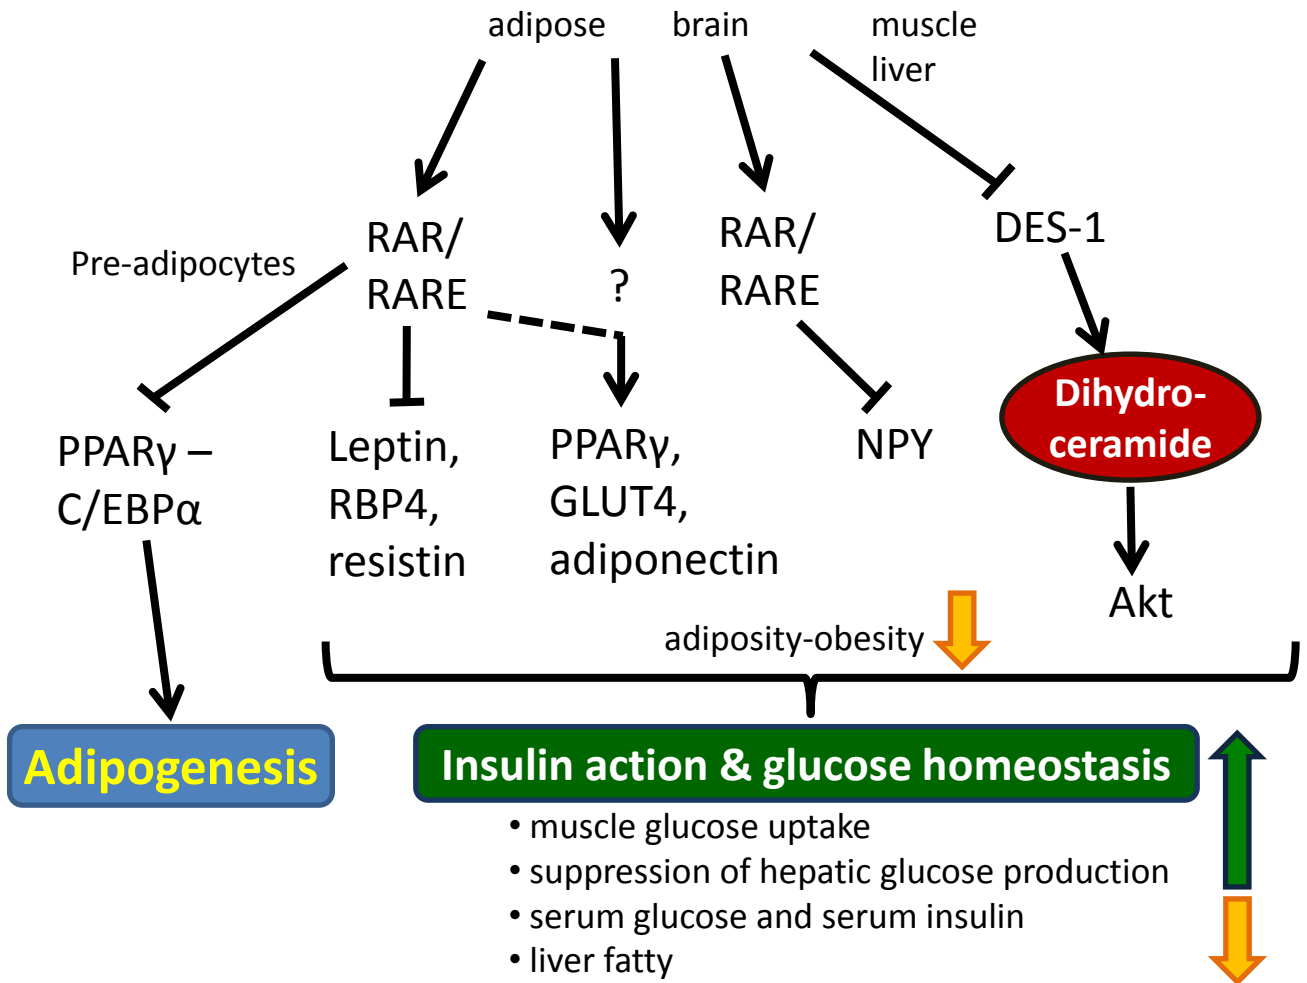 adipose
brain
muscle
liver
Pre-adipocytes
RAR/
RARE
?
RAR/
RARE
DES-1
PPARγ –
C/EBPα
Leptin,
RBP4,
resistin
PPARγ,
GLUT4,
adiponectin
NPY
Dihydro-
ceramide
Akt
adiposity-obesity
Adipogenesis
Insulin action & glucose homeostasis
• muscle glucose uptake
• suppression of hepatic glucose production
• serum glucose and serum insulin
• liver fatty